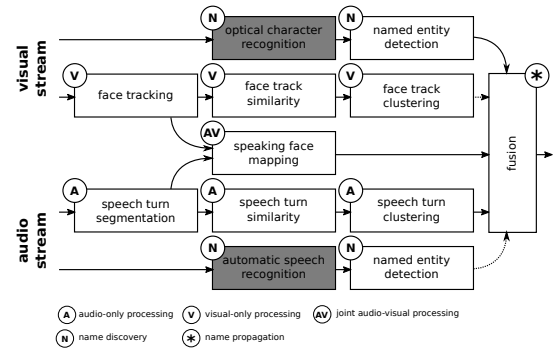 visual
stream
N
optical character
recognition
N
named entity
detection
V
face tracking
V
face track
similarity
V
face track
clustering
*
fusion
AV
speaking face
mapping
audio
stream
A
speech turn
segmentation
A
speech turn
similarity
A
speech turn
clustering
N
automatic speech
recognition
N
named entity
detection
A audio-only processing
V visual-only processing
AV joint audio-visual processing
N name discovery
* name propagation